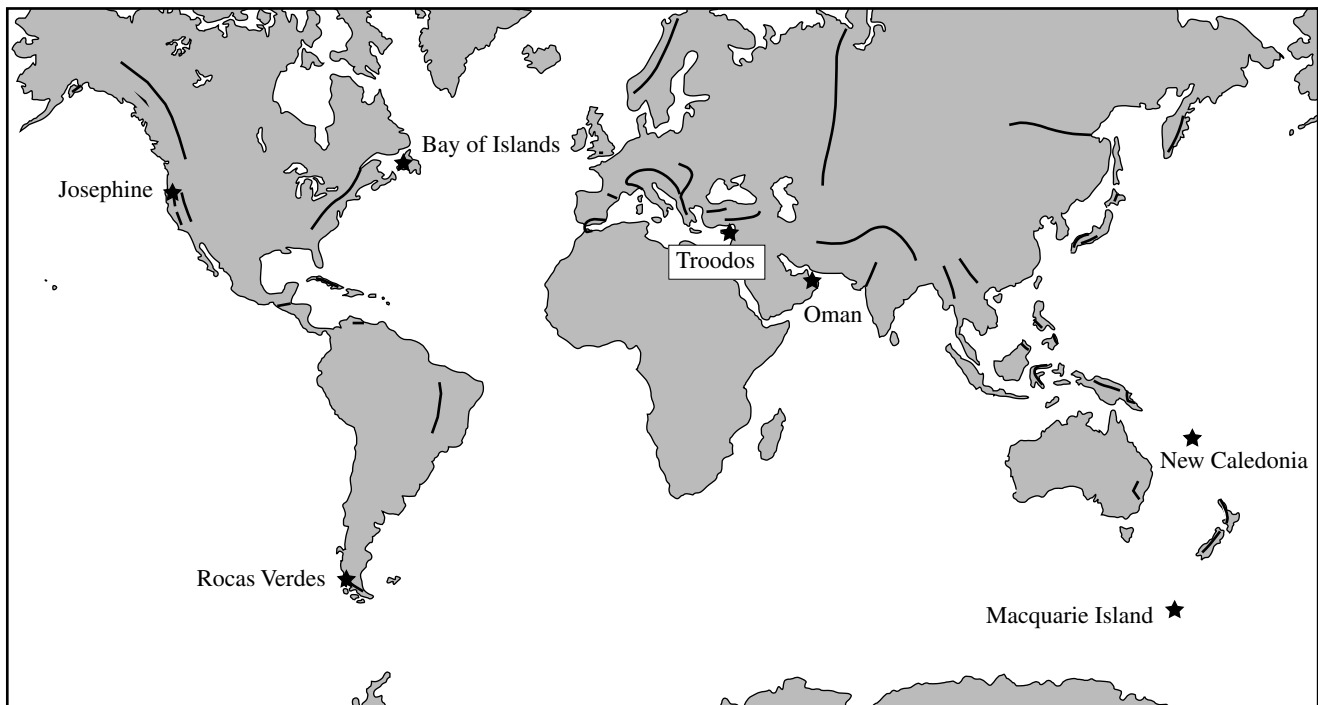 Bay of Islands
Josephine
Troodos
Oman
New Caledonia
Rocas Verdes
Macquarie Island